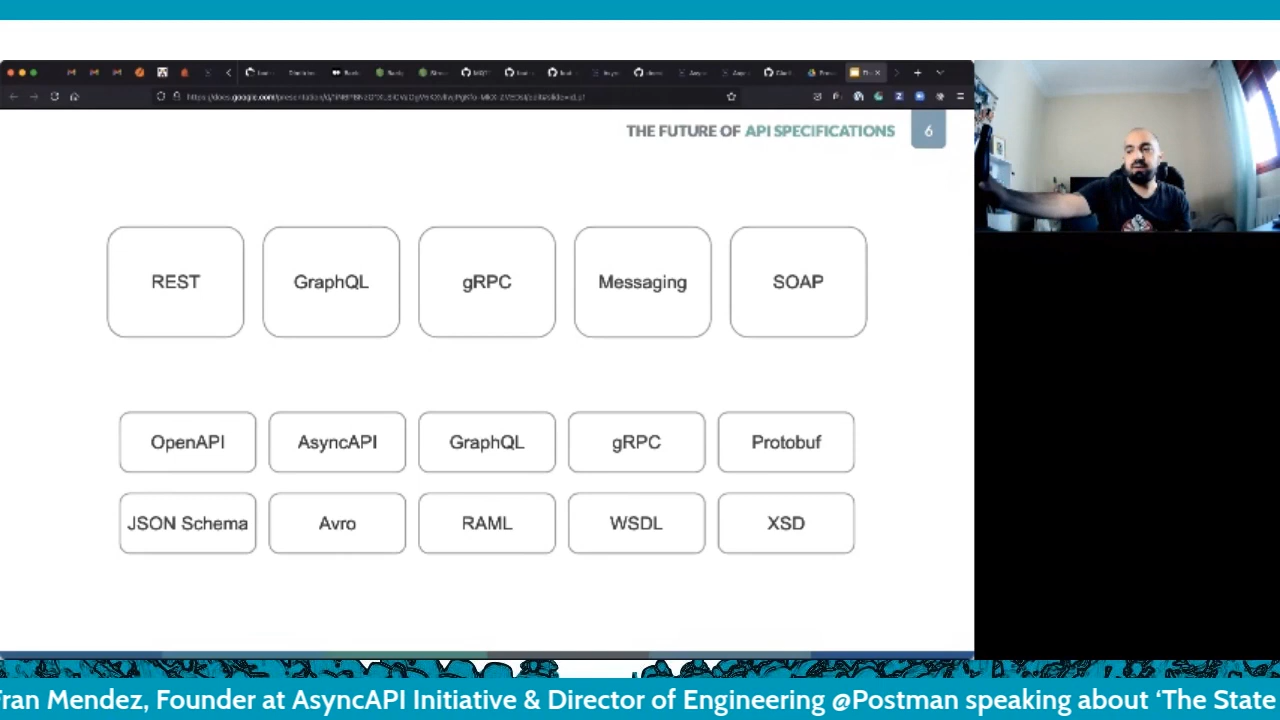 THE FUTURE OF API SPECIFICATIONS 6
REST GraphQL gRPC Messaging SOAP
OpenAPI AsyncAPI GraphQL gRPC Protobuf
JSON Schema Avro RAML WSDL XSD
Fran Mendez, Founder at AsyncAPI Initiative & Director of Engineering @Postman speaking about ‘The State